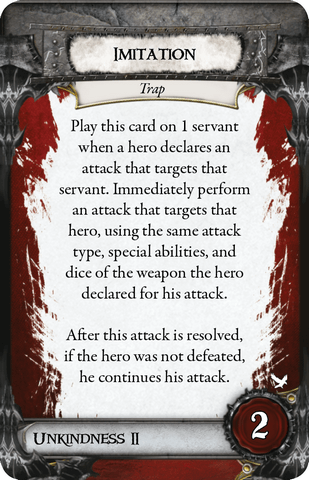 Imitation
Trap
Play this card on 1 servant
when a hero declares an
attack that targets that
servant. Immediately perform
an attack that targets that
hero, using the same attack
type, special abilities, and
dice of the weapon the hero
declared for his attack.
After this attack is resolved,
if the hero was not defeated,
he continues his attack.
Unkindness II
2